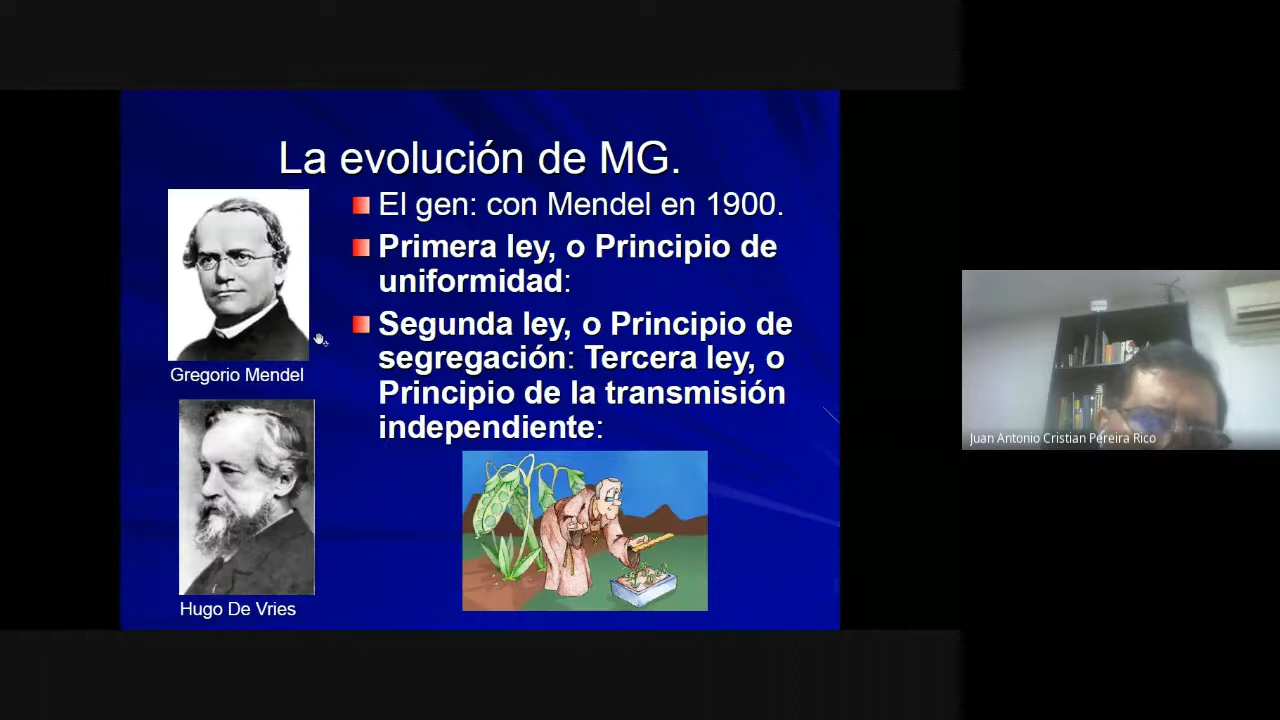 La evolución de MG.
El gen: con Mendel en 1900.
Primera ley, o Principio de
uniformidad:
Segunda ley, o Principio de
segregación: Tercera ley, o
Principio de la transmisión
independiente:
Gregorio Mendel
Hugo De Vries
Juan Antonio Cristian Pereira Rico